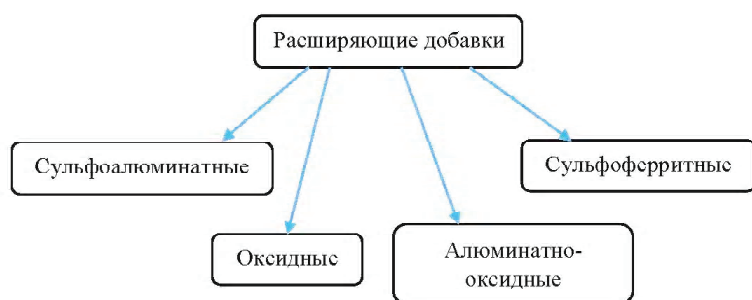 Расширяющие добавки
Сульфоалюминатные
Сульфоферритные
Оксидные
Алюминатно-
оксидные